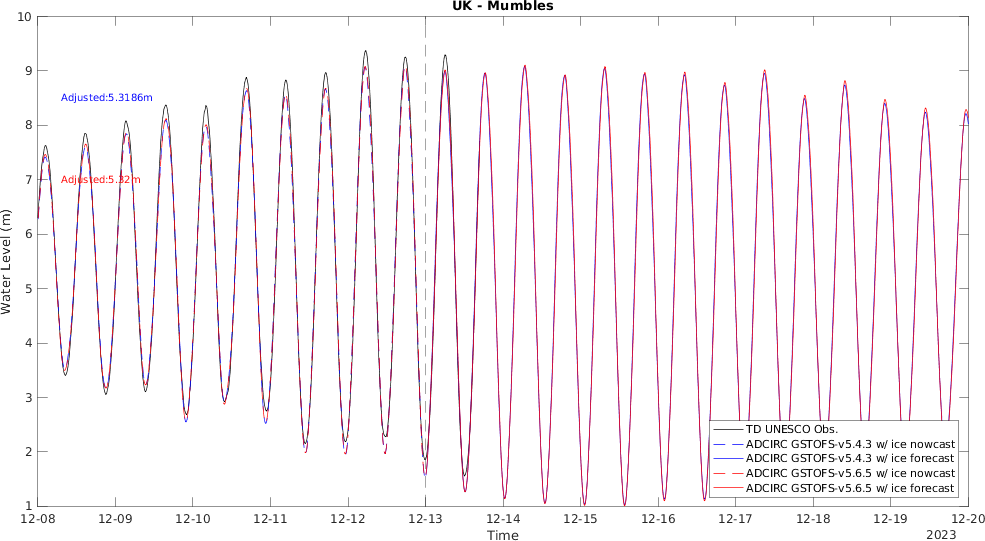 UK - Mumbles
10
9
8
7
6
5
4
3
2
1
Water Level (m)
Adjusted:5.3186m
Adjusted:5.32m
TD UNESCO Obs.
ADCIRC GSTOFS-v5.4.3 w/ ice nowcast
ADCIRC GSTOFS-v5.4.3 w/ ice forecast
ADCIRC GSTOFS-v5.6.5 w/ ice nowcast
ADCIRC GSTOFS-v5.6.5 w/ ice forecast
12-08 12-09 12-10 12-11 12-12 12-13 12-14 12-15 12-16 12-17 12-18 12-19 12-20
Time
2023